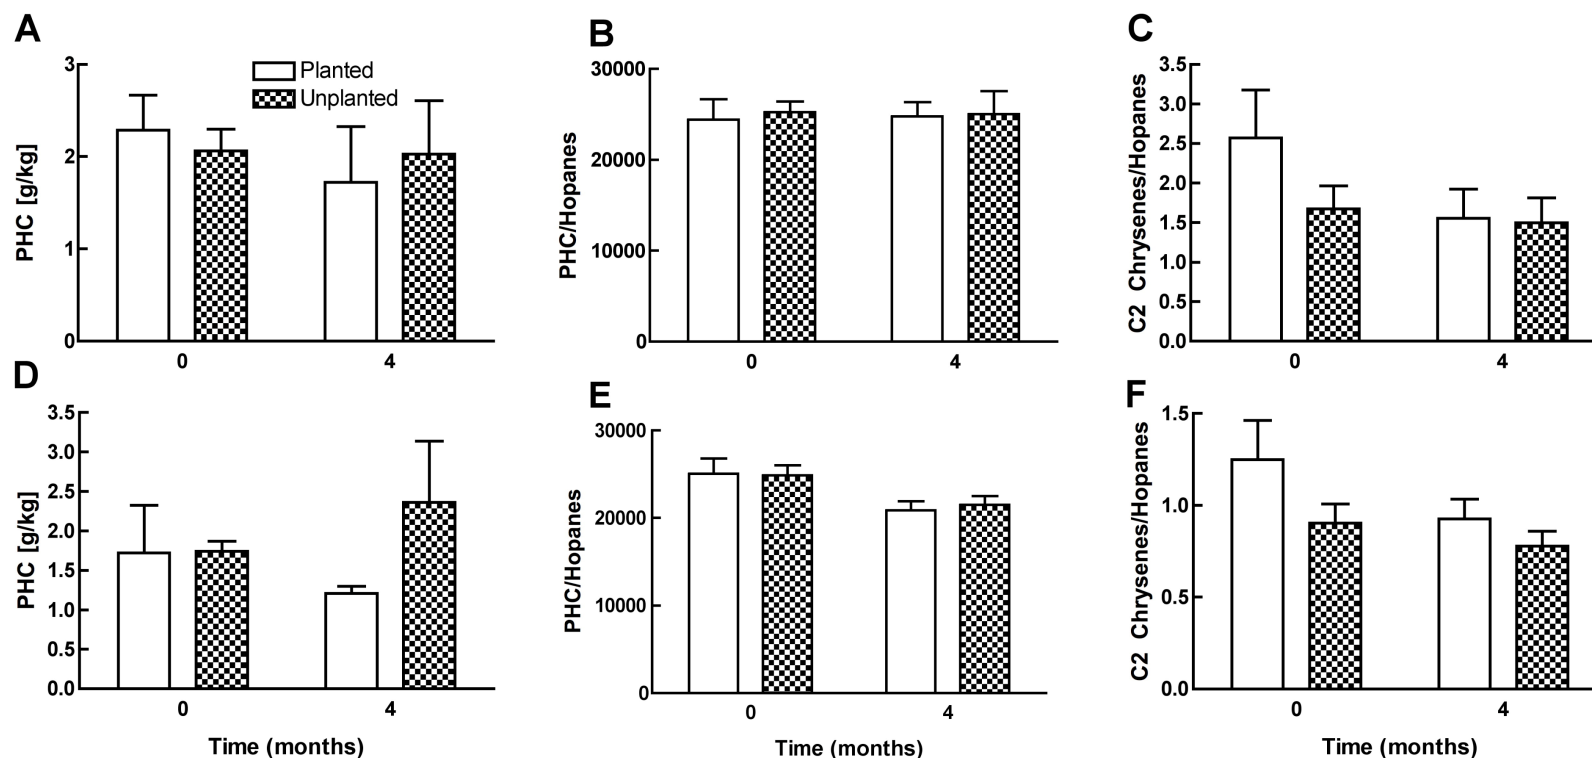 A
PHC [g/kg]
3
2
1
0
Planted
Unplanted
0
4
B
PHC/Hopanes
30000
20000
10000
0
0
4
C
C2 Chrysenes/Hopanes
3.5
3.0
2.5
2.0
1.5
1.0
0.5
0.0
0
4
D
PHC [g/kg]
3.5
3.0
2.5
2.0
1.5
1.0
0.5
0.0
0
4
Time (months)
E
PHC/Hopanes
30000
20000
10000
0
0
4
Time (months)
F
C2 Chrysenes/Hopanes
1.5
1.0
0.5
0.0
0
4
Time (months)